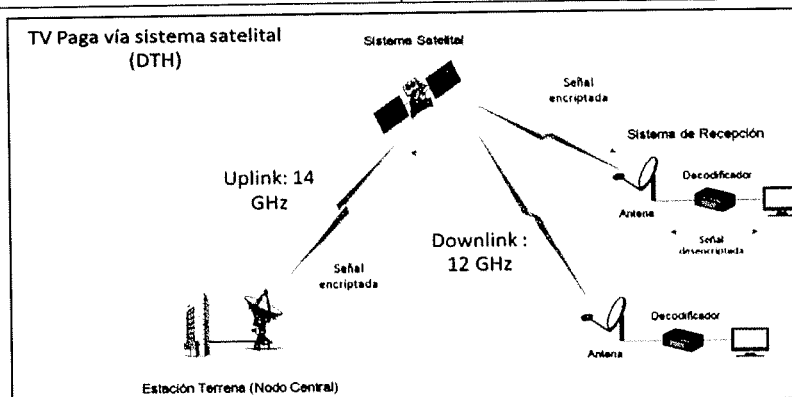 TV Paga vía sistema satelital
(DTH)
Sistema Satelital
Señal
encriptada
Sistema de Recepción
Decodificador
Antena
Señal
desencriptada
Uplink: 14
GHz
Downlink :
12 GHz
Señal
encriptada
Decodificador
Antena
Estación Terrena (Nodo Central)